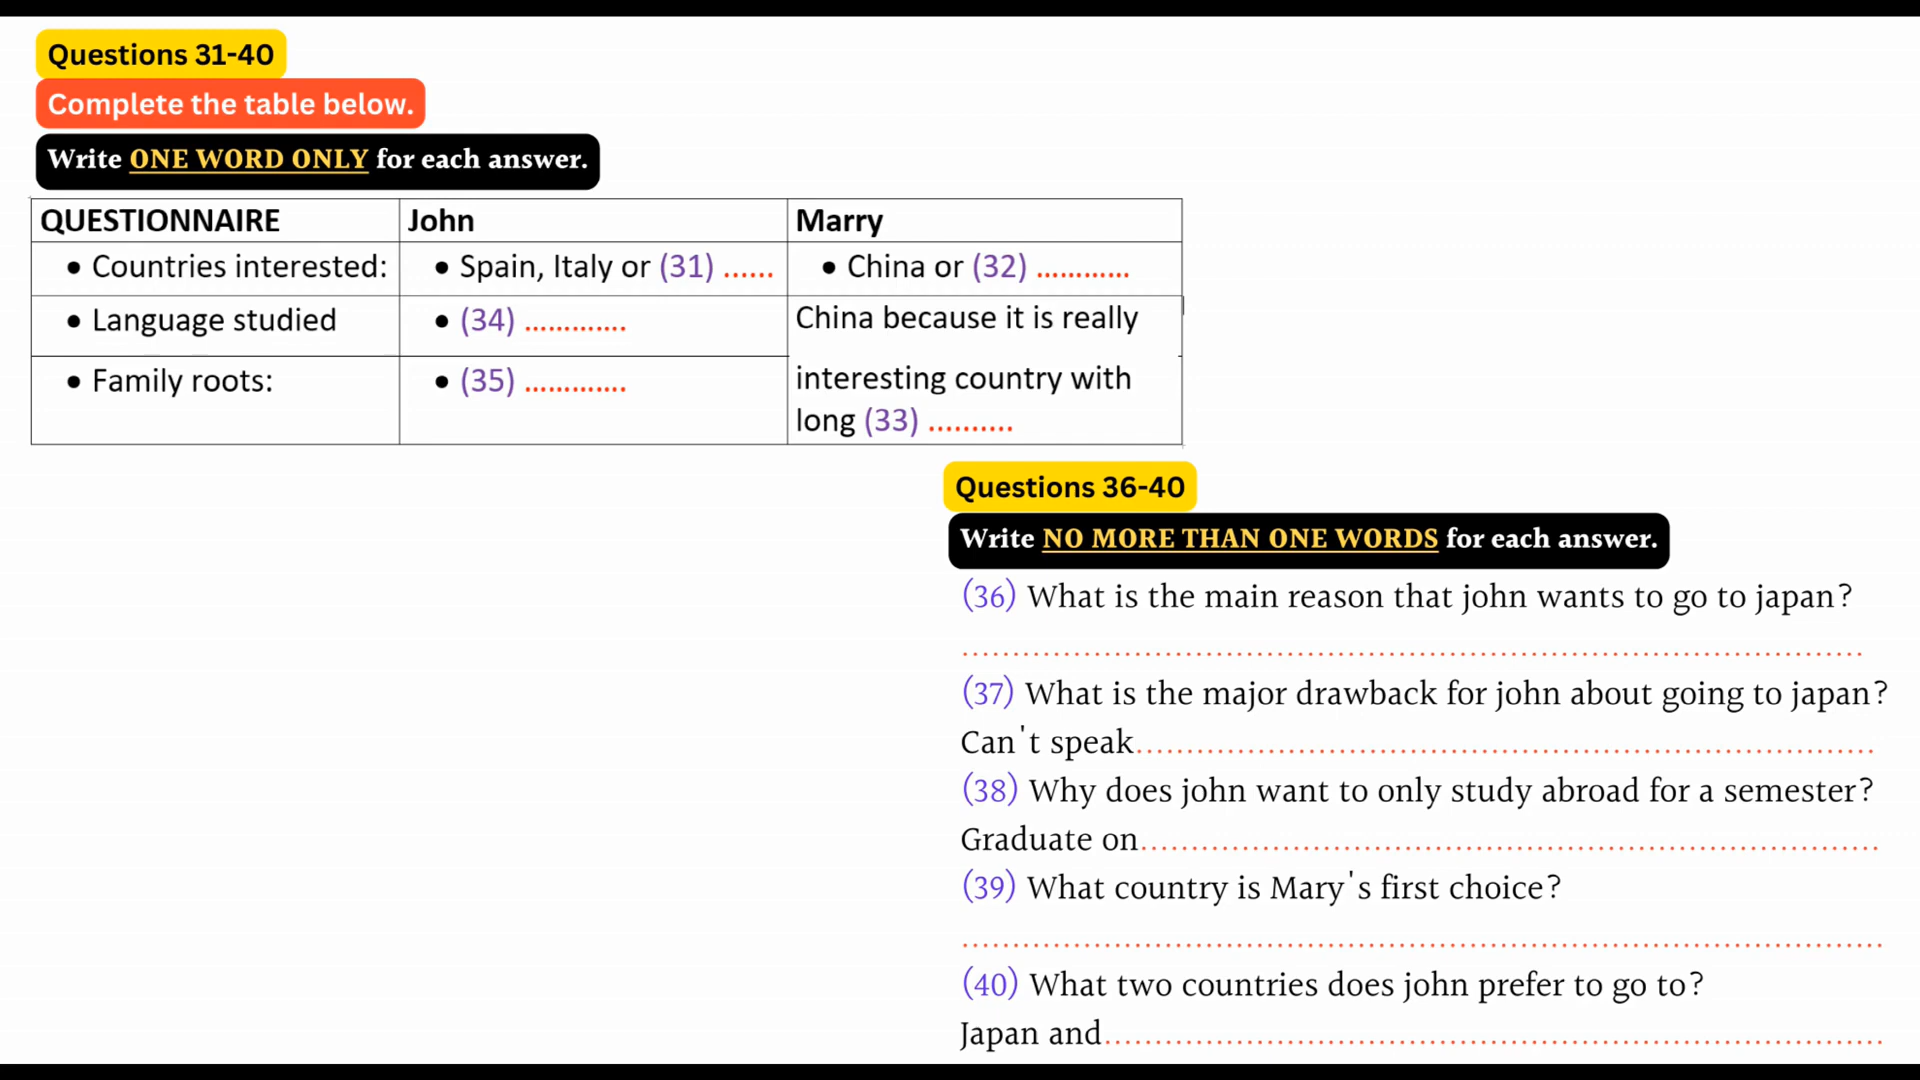 Questions 31-40
Complete the table below.
Write ONE WORD ONLY for each answer.
QUESTIONNAIRE John Marry
• Countries interested: • Spain, Italy or (31) ...... • China or (32) ............
• Language studied • (34) ............. China because it is really
• Family roots: • (35) ............. interesting country with
long (33) ..........
Questions 36-40
Write NO MORE THAN ONE WORDS for each answer.
(36) What is the main reason that john wants to go to japan?
..........................................................................................
(37) What is the major drawback for john about going to japan?
Can't speak..........................................................................
(38) Why does john want to only study abroad for a semester?
Graduate on..........................................................................
(39) What country is Mary's first choice?
............................................................................................
(40) What two countries does john prefer to go to?
Japan and..............................................................................